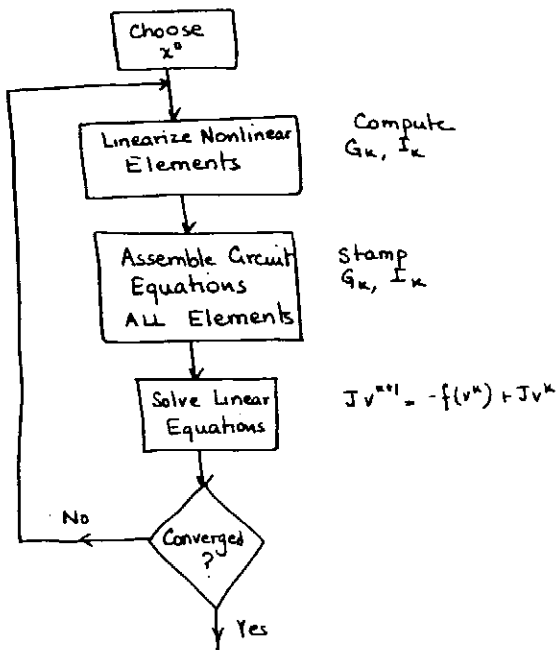 Choose
x⁰
Linearize Nonlinear
Elements
Compute
Gₖ, Iₖ
Assemble Circuit
Equations
ALL Elements
Stamp
Gₖ, Iₖ
Solve Linear
Equations
Jv^{k+1} = -f(v^k) + Jv^k
No
Converged
?
Yes